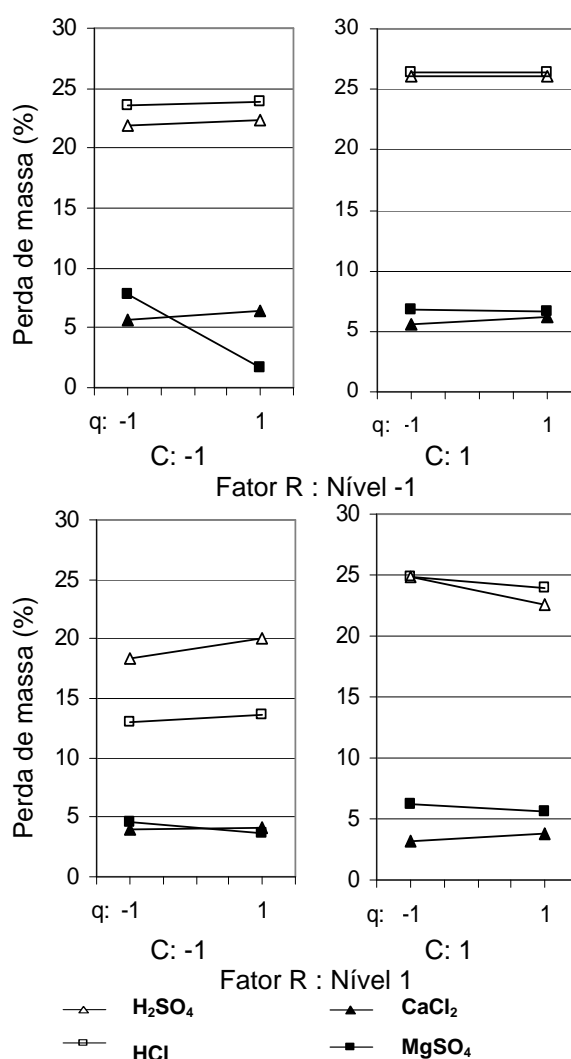 Perda de massa (%)
30 25 20 15 10 5 0
30 25 20 15 10 5 0
q: -1 1
q: -1 1
C: -1
C: 1
Fator R : Nível -1
Perda de massa (%)
30 25 20 15 10 5 0
30 25 20 15 10 5 0
q: -1 1
q: -1 1
C: -1
C: 1
Fator R : Nível 1
H₂SO₄
CaCl₂
HCl
MgSO₄